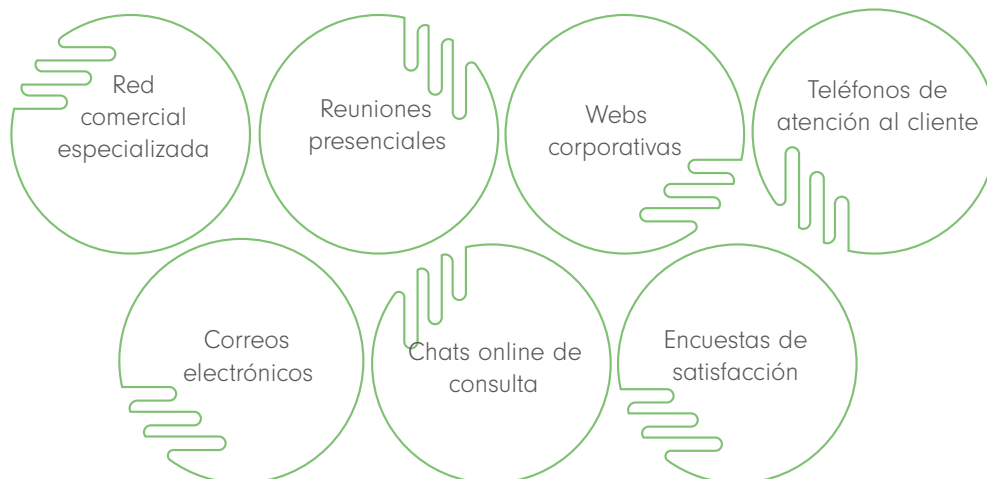 Red
comercial
especializada
Reuniones
presenciales
Webs
corporativas
Teléfonos de
atención al cliente
Correos
electrónicos
Chats online de
consulta
Encuestas de
satisfacción